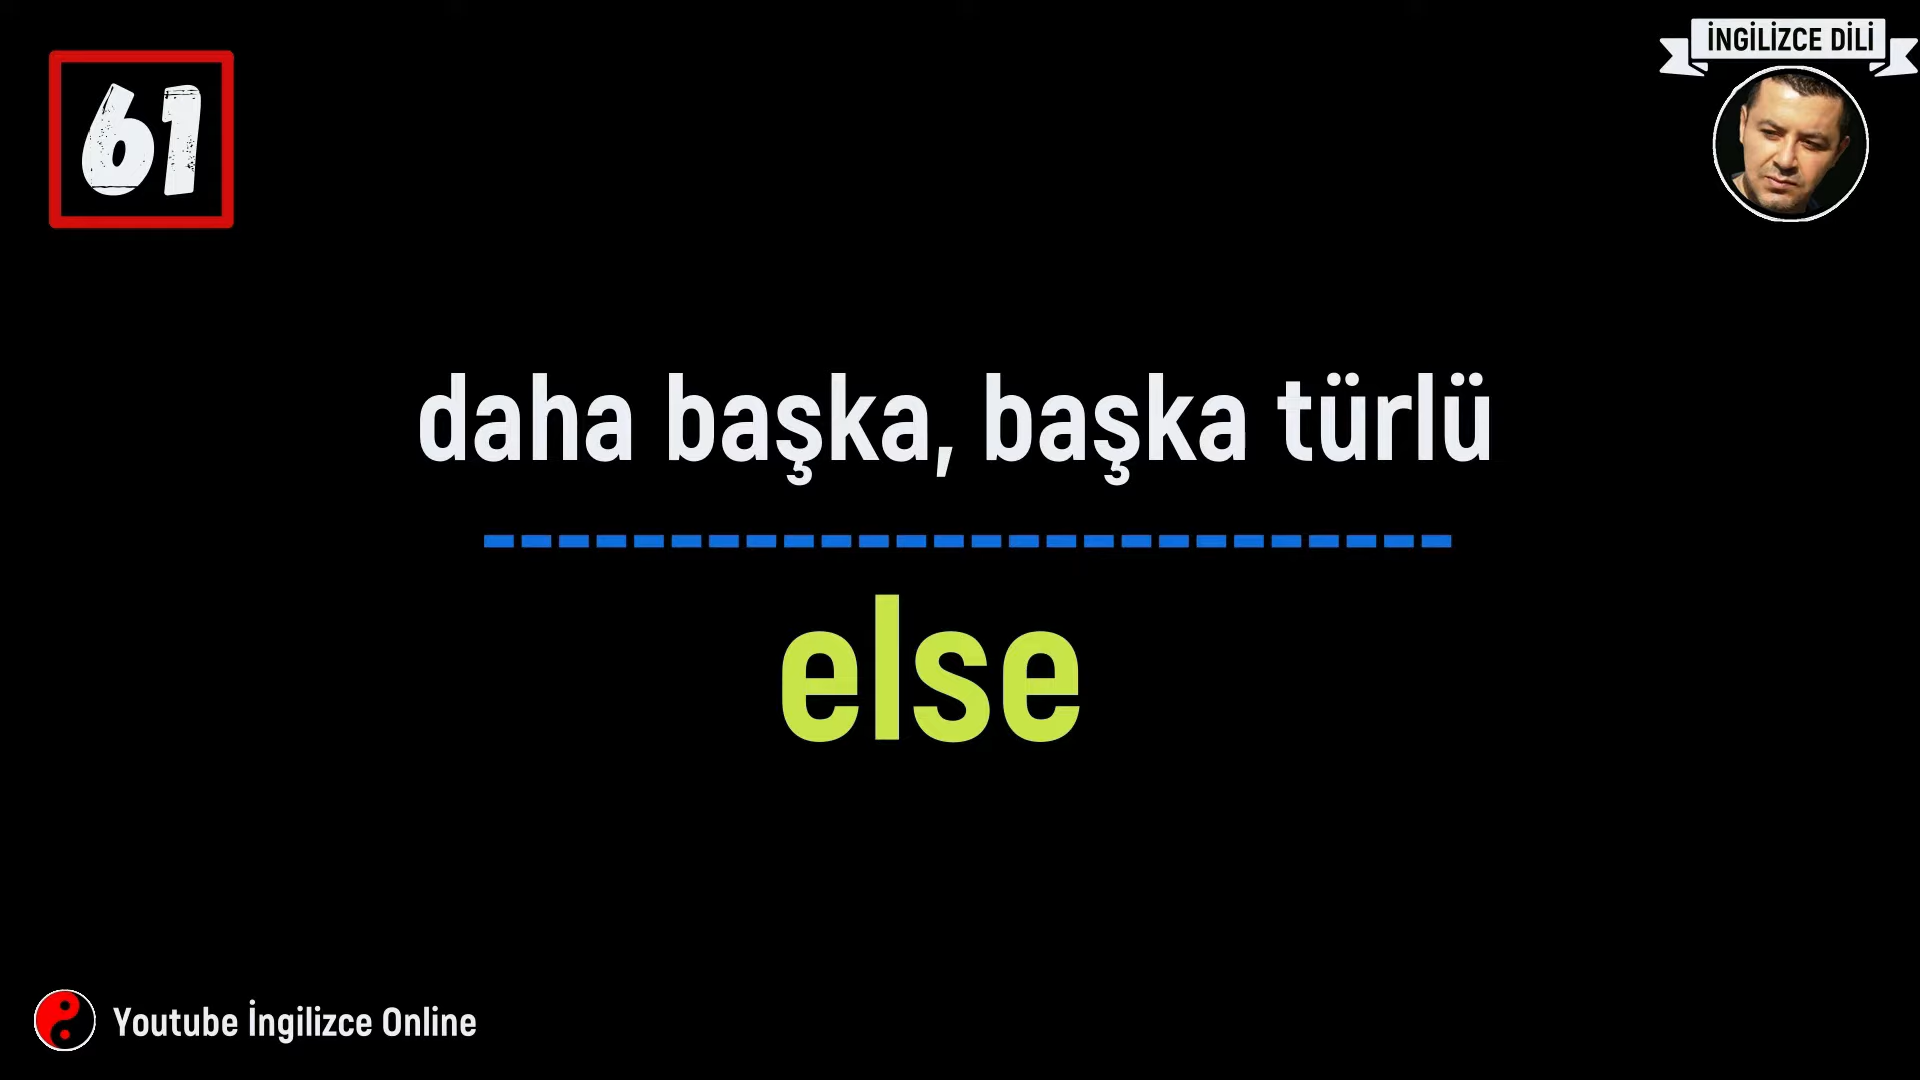 61
İNGİLİZCE DİLİ
daha başka, başka türlü
else
Youtube İngilizce Online